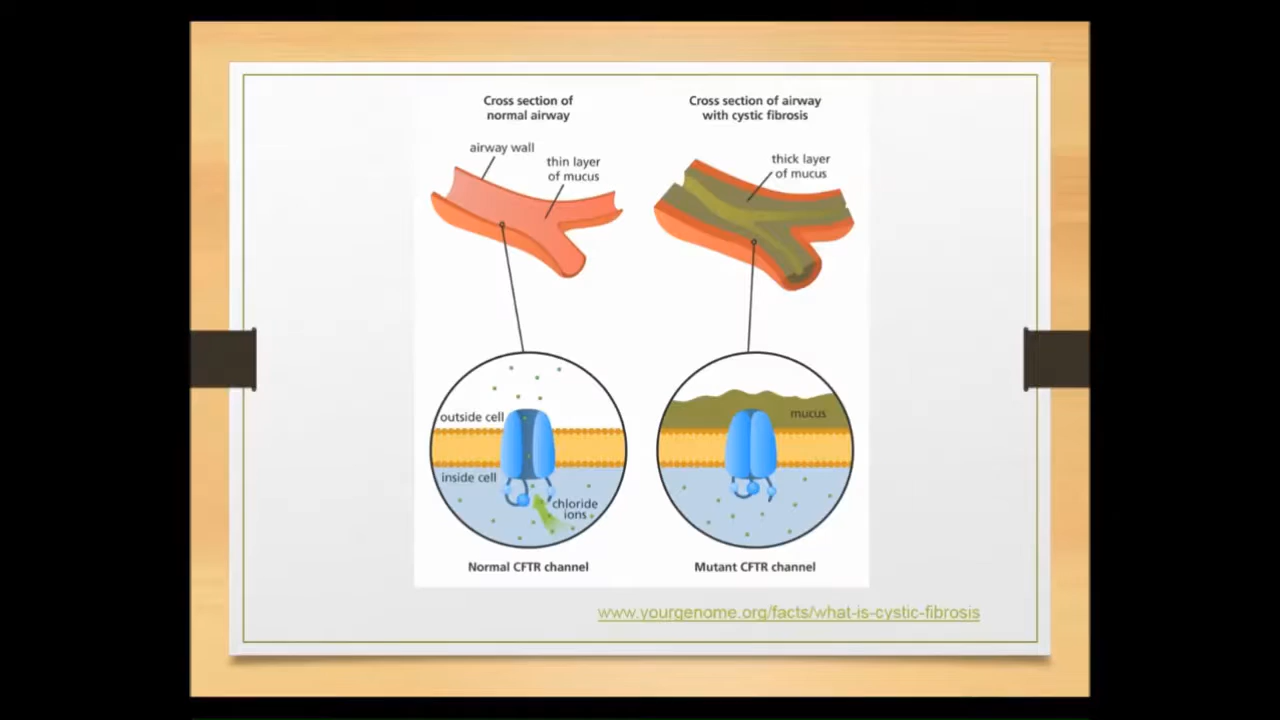 Cross section of
normal airway
Cross section of airway
with cystic fibrosis
airway wall
thin layer
of mucus
thick layer
of mucus
outside cell
inside cell
chloride
ions
mucus
Normal CFTR channel
Mutant CFTR channel
www.yourgenome.org/facts/what-is-cystic-fibrosis